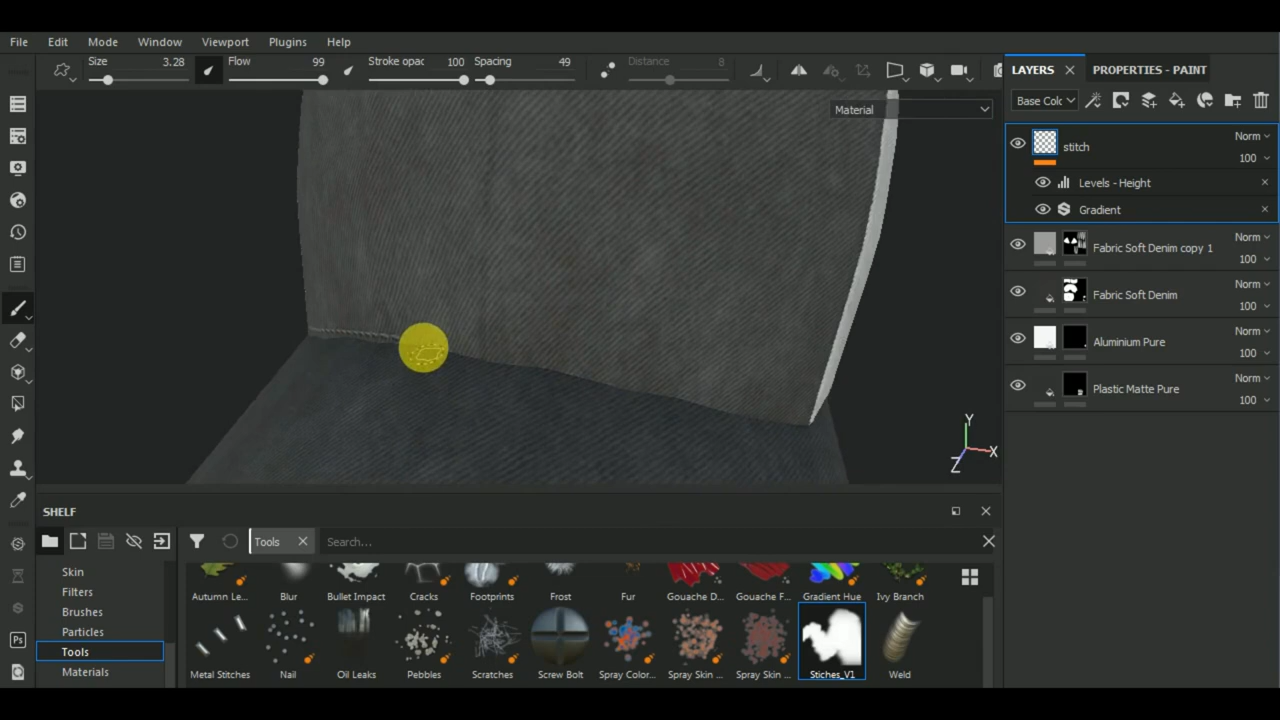 File Edit Mode Window Viewport Plugins Help
Size 3.28 Flow 99 Stroke opac 100 Spacing 49 Distance 8
LAYERS PROPERTIES - PAINT
Base Colc
Material
Norm
stitch
100
Levels - Height
Gradient
Norm
Fabric Soft Denim copy 1
100
Norm
Fabric Soft Denim
100
Norm
Aluminium Pure
100
Norm
Plastic Matte Pure
100
Y
X
Z
SHELF
Tools Search...
Skin
Filters
Brushes
Particles
Tools
Materials
Autumn Le... Blur Bullet Impact Cracks Footprints Frost Fur Gouache D... Gouache F... Gradient Hue Ivy Branch
Metal Stitches Nail Oil Leaks Pebbles Scratches Screw Bolt Spray Color... Spray Skin ... Spray Skin ... Stiches_V1 Weld
Ps